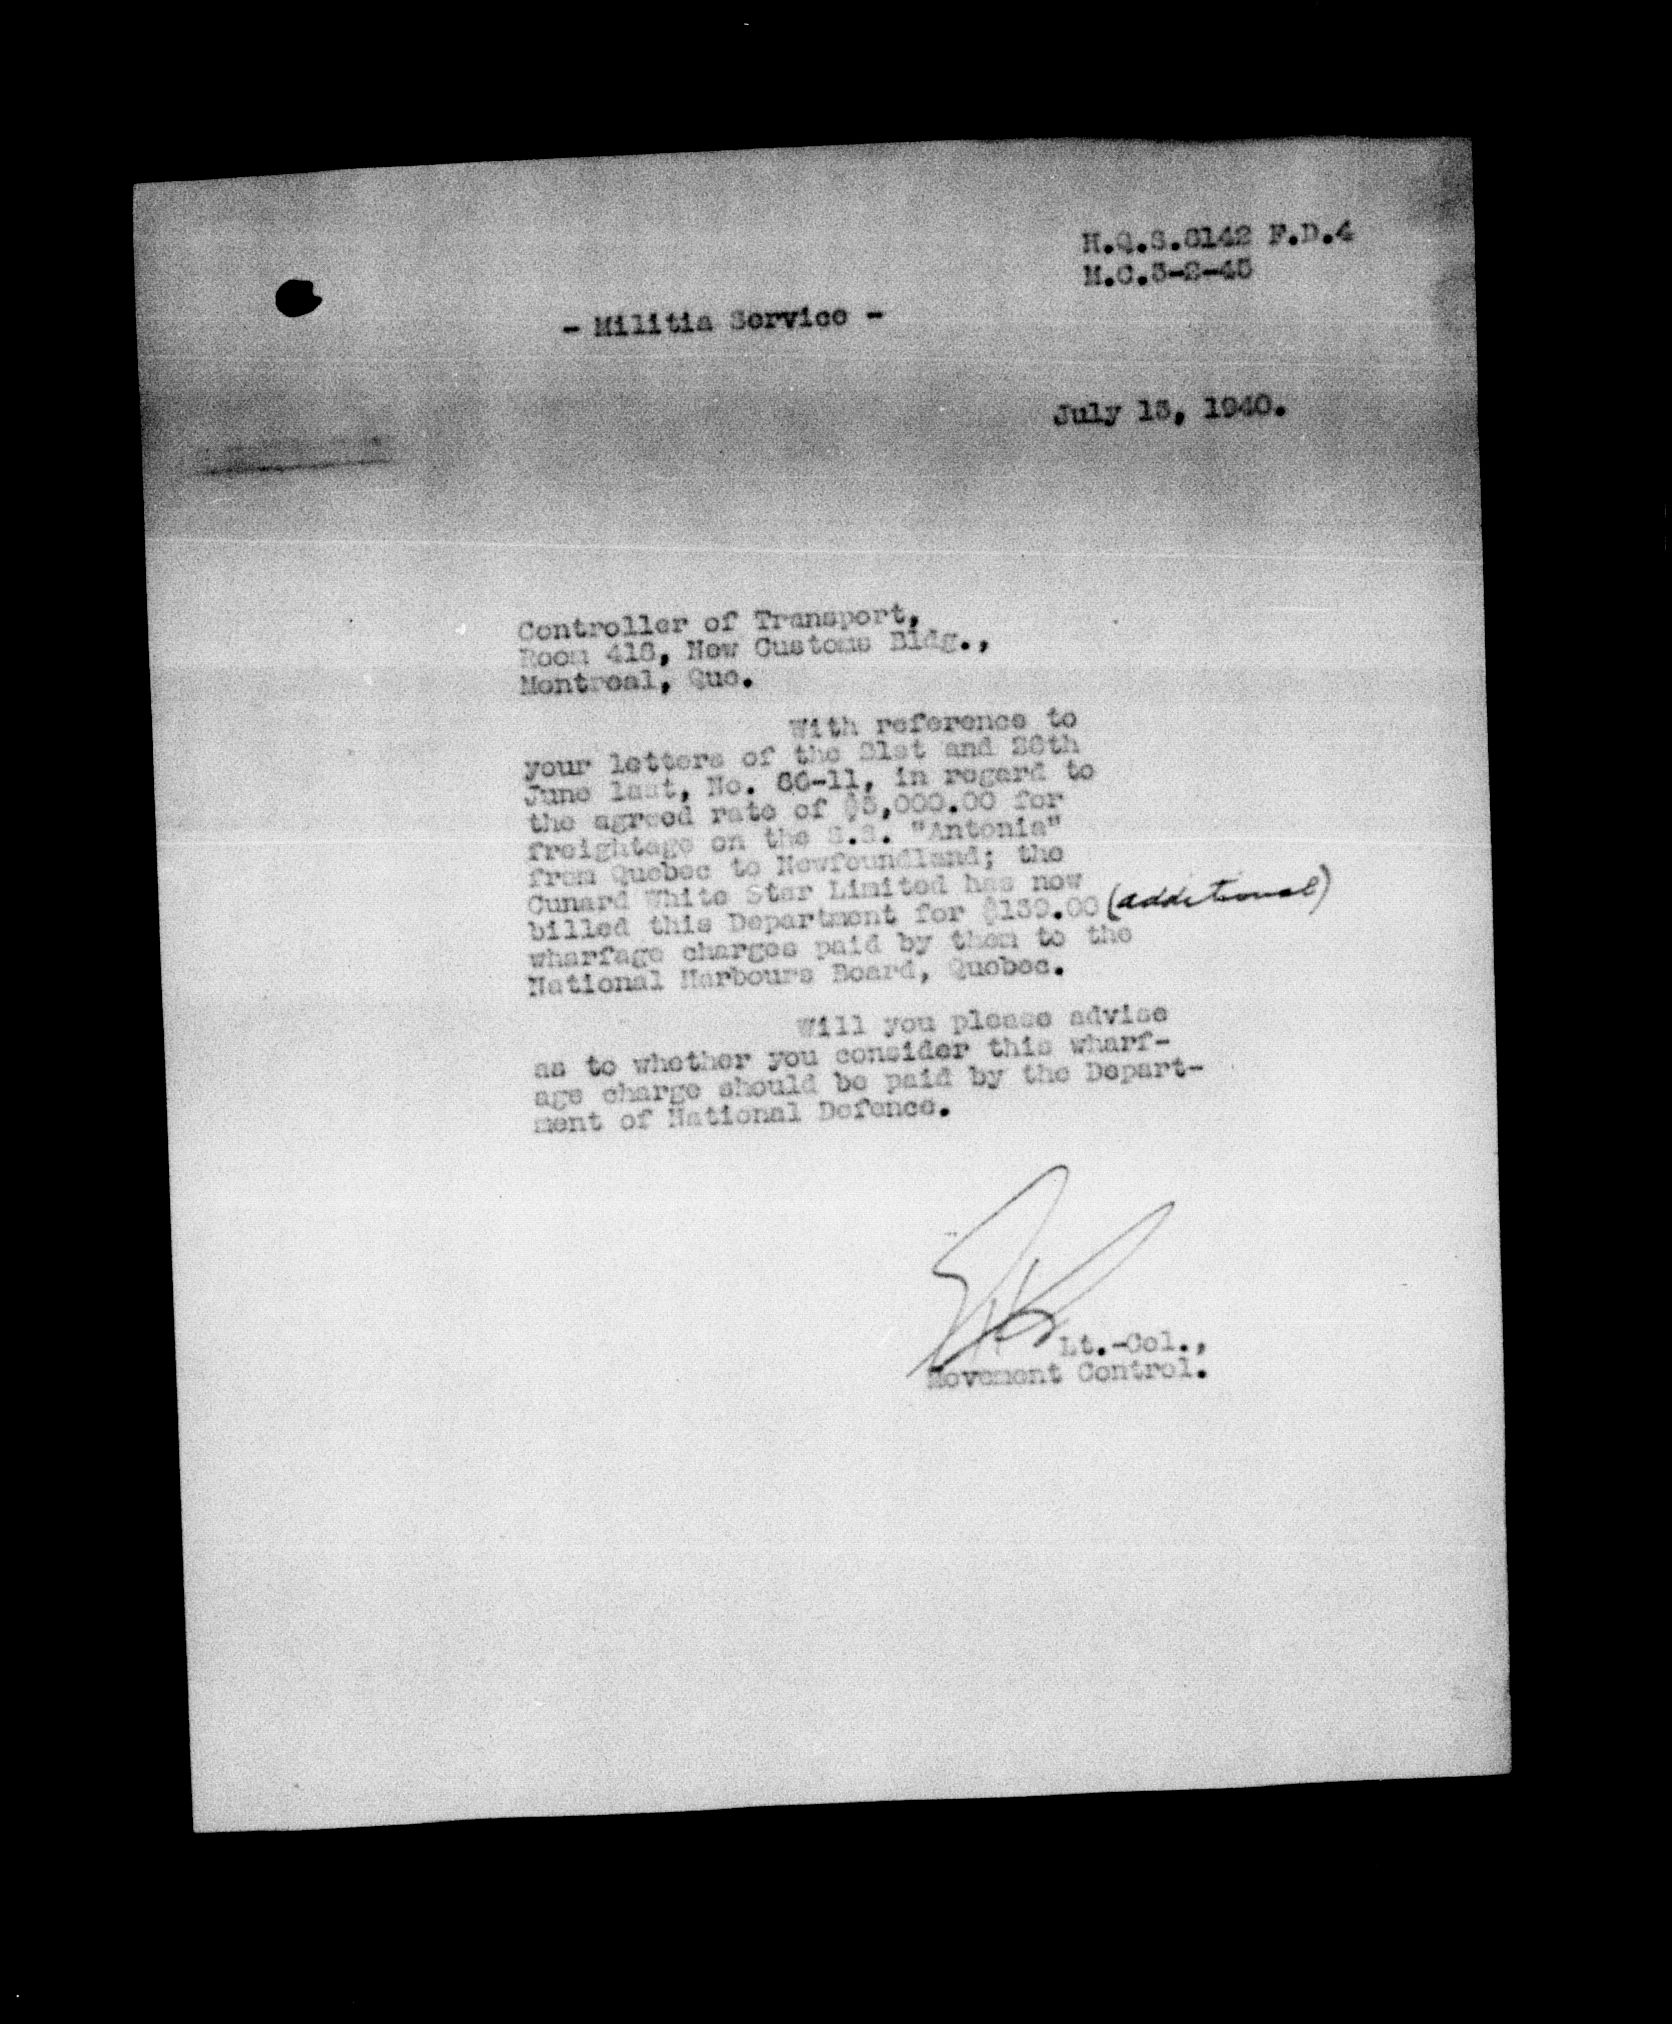 H.Q.S.8142 F.D.4
M.C.3-2-45
- Militia Service -
July 15, 1940.
Controller of Transport,
Room 418, New Customs Bldg.,
Montreal, Que.
With reference to
your letters of the 21st and 26th
June last, No. 66-11, in regard to
the agreed rate of $5,000.00 for
freightage on the S.S. "Antonia"
from Quebec to Newfoundland; the
Cunard White Star Limited has now
billed this Department for $139.00 (additional)
wharfage charges paid by them to the
National Harbours Board, Quebec.
Will you please advise
as to whether you consider this wharf-
age charge should be paid by the Depart-
ment of National Defence.
Lt.-Col.,
Movement Control.